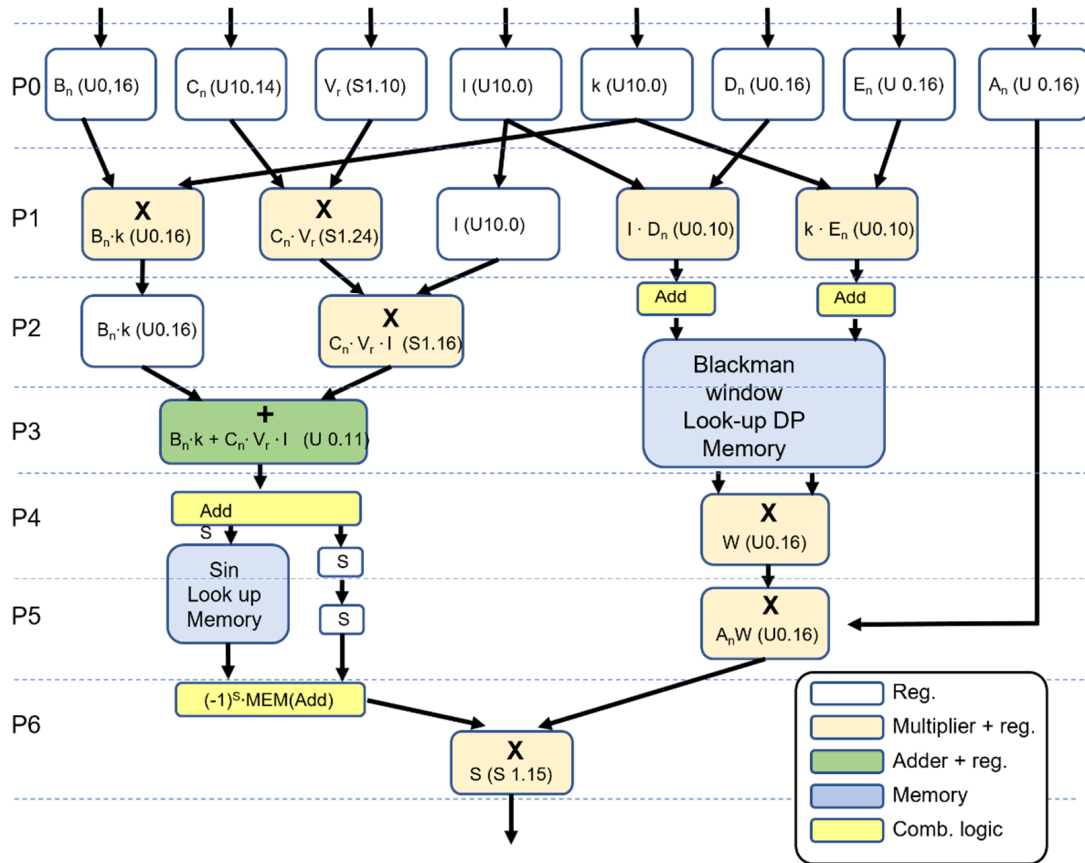 P0
Bₙ (U0,16)
Cₙ (U10.14)
Vᵣ (S1.10)
I (U10.0)
k (U10.0)
Dₙ (U0.16)
Eₙ (U 0.16)
Aₙ (U 0.16)
P1
X
Bₙ·k (U0.16)
X
Cₙ· Vᵣ (S1.24)
I (U10.0)
I · Dₙ (U0.10)
k · Eₙ (U0.10)
P2
Bₙ·k (U0.16)
X
Cₙ· Vᵣ · I (S1.16)
Add
Add
Blackman
window
Look-up DP
Memory
P3
+
Bₙ·k + Cₙ· Vᵣ · I (U 0.11)
P4
Add
S
S
X
W (U0.16)
P5
Sin
Look up
Memory
S
X
AₙW (U0.16)
P6
(-1)ˢ·MEM(Add)
X
S (S 1.15)
Reg.
Multiplier + reg.
Adder + reg.
Memory
Comb. logic